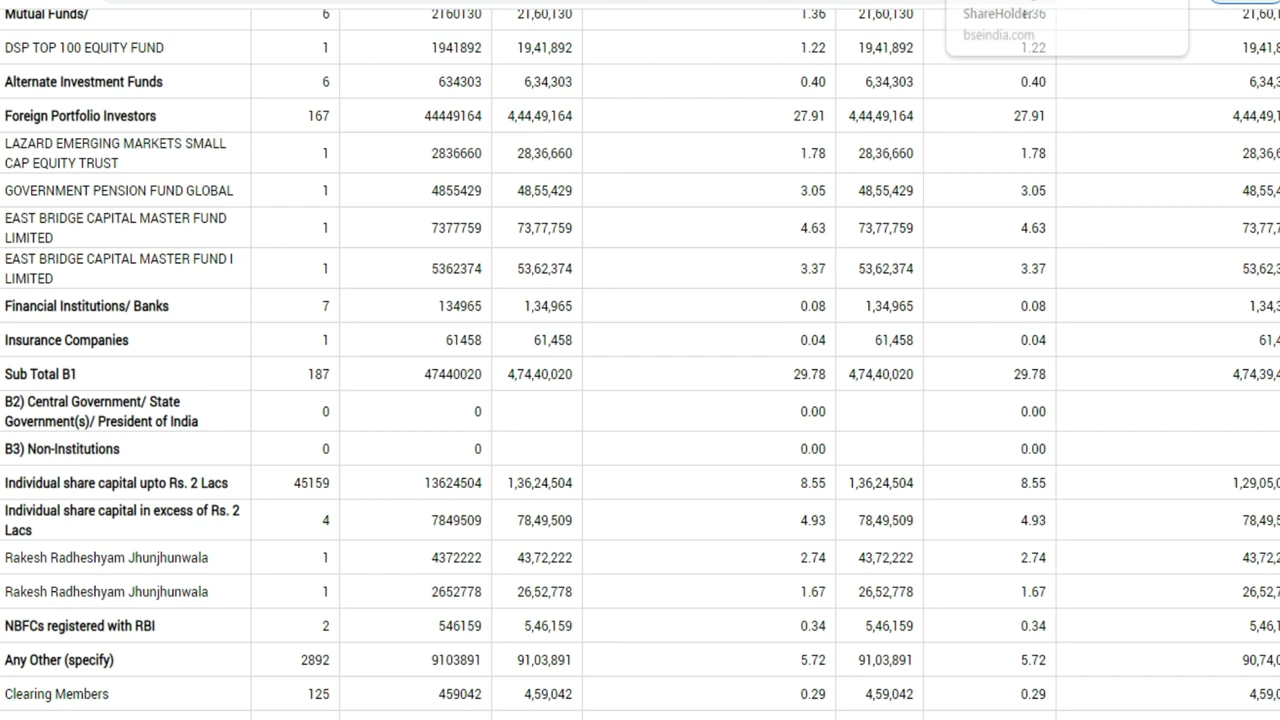 Mutual Funds/ 6 2160130 21,60,130 1.36 21,60,130 1.36 21,60,1
ShareHolder
bseindia.com
DSP TOP 100 EQUITY FUND 1 1941892 19,41,892 1.22 19,41,892 1.22 19,41,8
Alternate Investment Funds 6 634303 6,34,303 0.40 6,34,303 0.40 6,34,3
Foreign Portfolio Investors 167 44449164 4,44,49,164 27.91 4,44,49,164 27.91 4,44,49,1
LAZARD EMERGING MARKETS SMALL
CAP EQUITY TRUST 1 2836660 28,36,660 1.78 28,36,660 1.78 28,36,6
GOVERNMENT PENSION FUND GLOBAL 1 4855429 48,55,429 3.05 48,55,429 3.05 48,55,4
EAST BRIDGE CAPITAL MASTER FUND
LIMITED 1 7377759 73,77,759 4.63 73,77,759 4.63 73,77,7
EAST BRIDGE CAPITAL MASTER FUND I
LIMITED 1 5362374 53,62,374 3.37 53,62,374 3.37 53,62,3
Financial Institutions/ Banks 7 134965 1,34,965 0.08 1,34,965 0.08 1,34,3
Insurance Companies 1 61458 61,458 0.04 61,458 0.04 61,4
Sub Total B1 187 47440020 4,74,40,020 29.78 4,74,40,020 29.78 4,74,39,4
B2) Central Government/ State
Government(s)/ President of India 0 0 0.00 0.00
B3) Non-Institutions 0 0 0.00 0.00
Individual share capital upto Rs. 2 Lacs 45159 13624504 1,36,24,504 8.55 1,36,24,504 8.55 1,29,05,0
Individual share capital in excess of Rs. 2
Lacs 4 7849509 78,49,509 4.93 78,49,509 4.93 78,49,5
Rakesh Radheshyam Jhunjhunwala 1 4372222 43,72,222 2.74 43,72,222 2.74 43,72,2
Rakesh Radheshyam Jhunjhunwala 1 2652778 26,52,778 1.67 26,52,778 1.67 26,52,7
NBFCs registered with RBI 2 546159 5,46,159 0.34 5,46,159 0.34 5,46,1
Any Other (specify) 2892 9103891 91,03,891 5.72 91,03,891 5.72 90,74,0
Clearing Members 125 459042 4,59,042 0.29 4,59,042 0.29 4,59,0